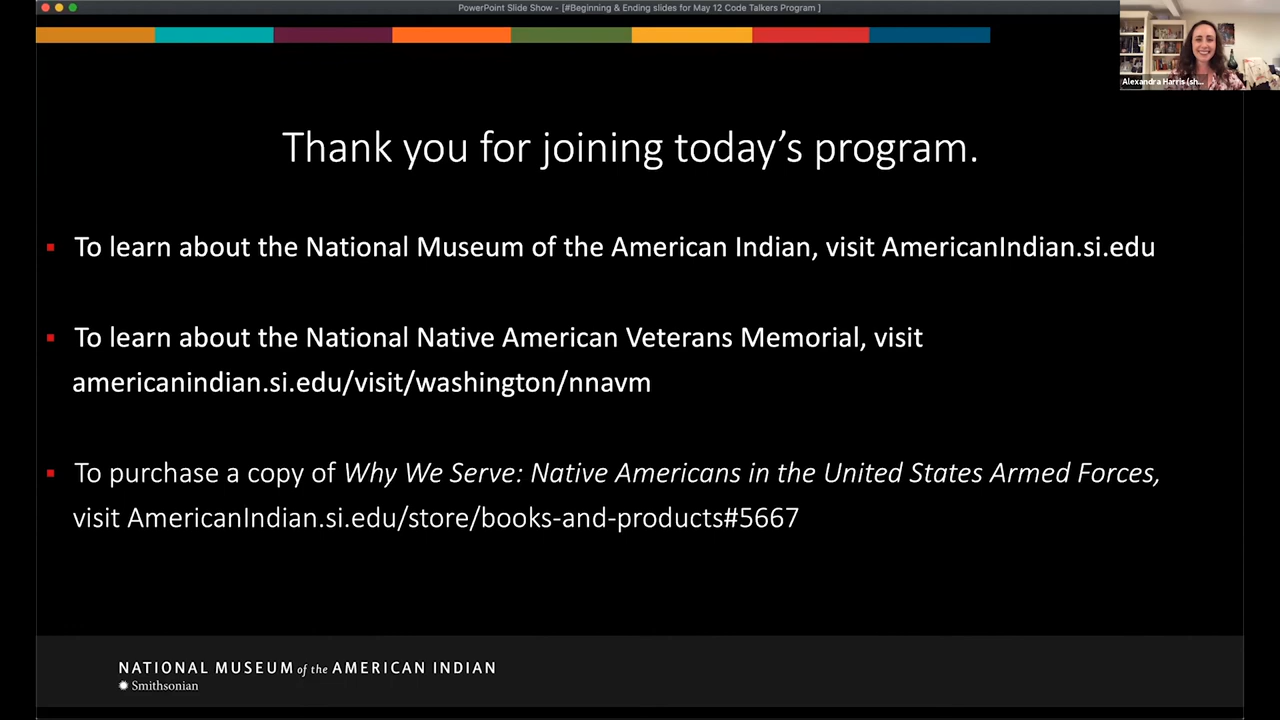 PowerPoint Slide Show - [#Beginning & Ending slides for May 12 Code Talkers Program ]
Alexandra Harris (sh...
Thank you for joining today’s program.
▪ To learn about the National Museum of the American Indian, visit AmericanIndian.si.edu
▪ To learn about the National Native American Veterans Memorial, visit
americanindian.si.edu/visit/washington/nnavm
▪ To purchase a copy of Why We Serve: Native Americans in the United States Armed Forces,
visit AmericanIndian.si.edu/store/books-and-products#5667
NATIONAL MUSEUM of the AMERICAN INDIAN
Smithsonian